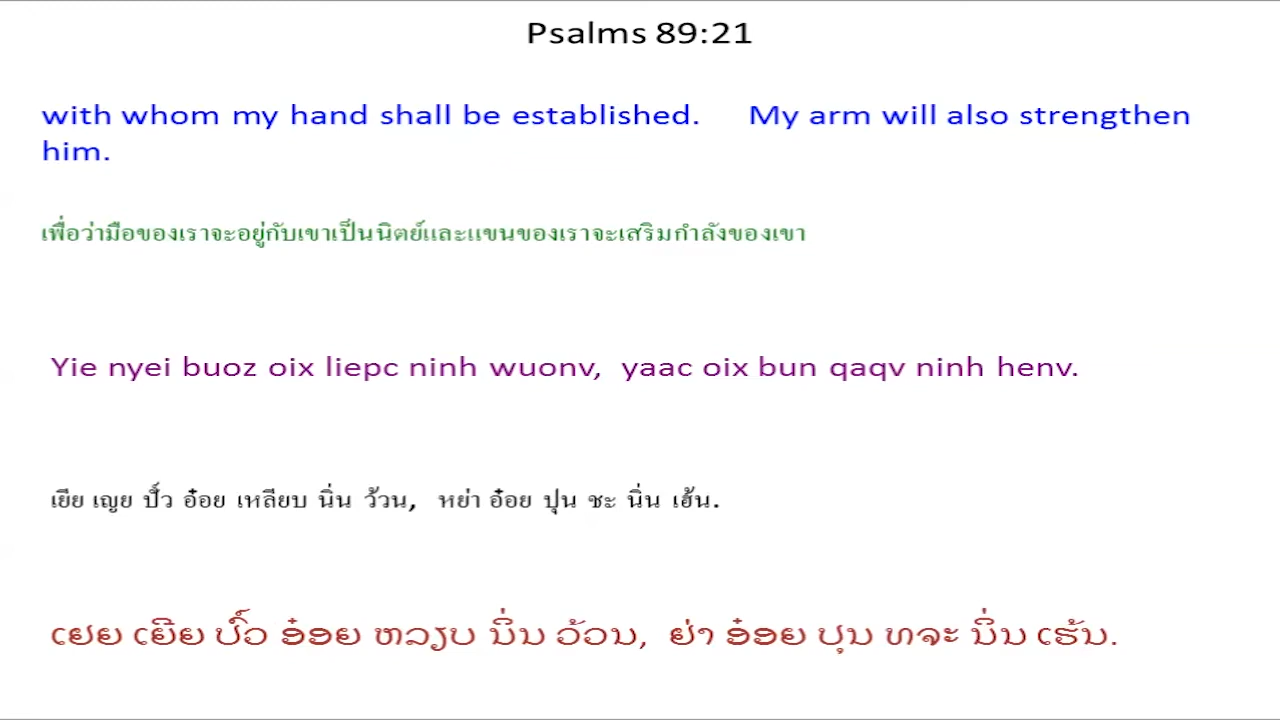 Psalms 89:21
with whom my hand shall be established. My arm will also strengthen
him.
เพื่อว่ามือของเราจะอยู่กับเขาเป็นนิตย์และแขนของเราจะเสริมกำลังของเขา
Yie nyei buoz oix liepc ninh wuonv, yaac oix bun qaqv ninh henv.
เยีย เญย ปั์ว อ๋อย เหลียบ นิ่น ว้วน, หย่า อ๋อย ปุน ชะ นิ่น เฮ้น.
ເຢຍ ເຍີຍ ປົ໌ວ ອ໋ອຍ ຫລຽບ ນິ່ນ ວ້ວນ, ຢ່າ ອ໋ອຍ ປຸນ ທຈະ ນິ່ນ ເຮ້ນ.